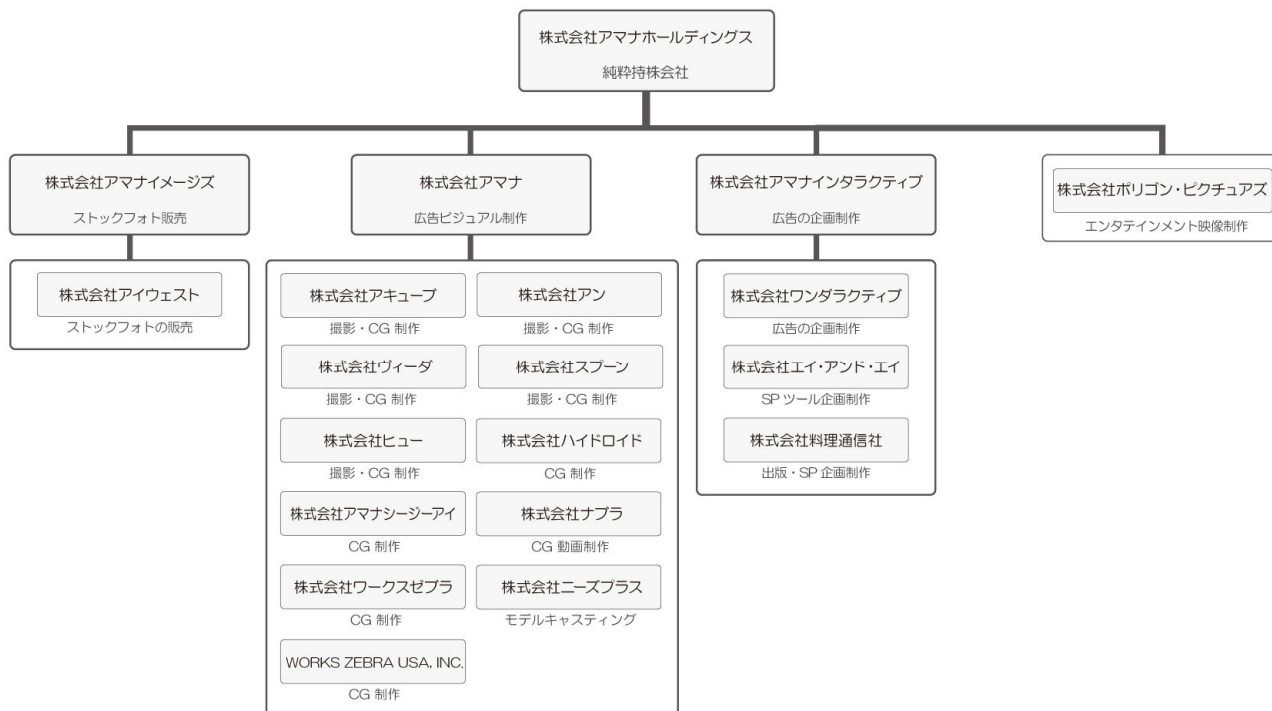 株式会社アマナホールディングス
純粋持株会社
株式会社アマナイメージズ
ストックフォト販売
株式会社アイウェスト
ストックフォトの販売
株式会社アマナ
広告ビジュアル制作
株式会社アキューブ
撮影・CG 制作
株式会社アン
撮影・CG 制作
株式会社ヴィーダ
撮影・CG 制作
株式会社スプーン
撮影・CG 制作
株式会社ヒュー
撮影・CG 制作
株式会社ハイドロイド
CG 制作
株式会社アマナシージーアイ
CG 制作
株式会社ナブラ
CG 動画制作
株式会社ワークスゼブラ
CG 制作
株式会社ニーズプラス
モデルキャスティング
WORKS ZEBRA USA, INC.
CG 制作
株式会社アマナインタラクティブ
広告の企画制作
株式会社ワンダラクティブ
広告の企画制作
株式会社エイ・アンド・エイ
SP ツール企画制作
株式会社料理通信社
出版・SP 企画制作
株式会社ポリゴン・ピクチュアズ
エンタテインメント映像制作